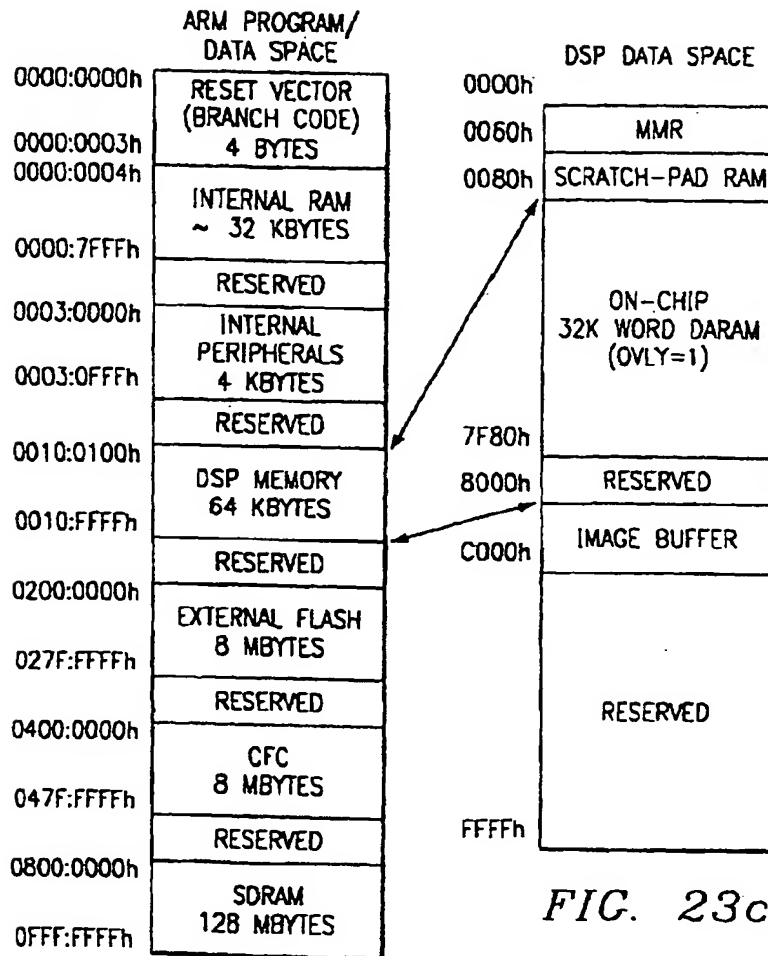 ARM PROGRAM/
DATA SPACE
0000:0000h
RESET VECTOR
(BRANCH CODE)
0000:0003h
4 BYTES
0000:0004h
INTERNAL RAM
~ 32 KBYTES
0000:7FFFh
RESERVED
0003:0000h
INTERNAL
PERIPHERALS
0003:0FFFh
4 KBYTES
RESERVED
0010:0100h
DSP MEMORY
64 KBYTES
0010:FFFFh
RESERVED
0200:0000h
EXTERNAL FLASH
8 MBYTES
027F:FFFFh
RESERVED
0400:0000h
CFC
8 MBYTES
047F:FFFFh
RESERVED
0800:0000h
SDRAM
128 MBYTES
0FFF:FFFFh
DSP DATA SPACE
0000h
0060h
MMR
0080h
SCRATCH-PAD RAM
ON-CHIP
32K WORD DARAM
(OVLY=1)
7F80h
8000h
RESERVED
IMAGE BUFFER
C000h
RESERVED
FFFFh
FIG. 23c